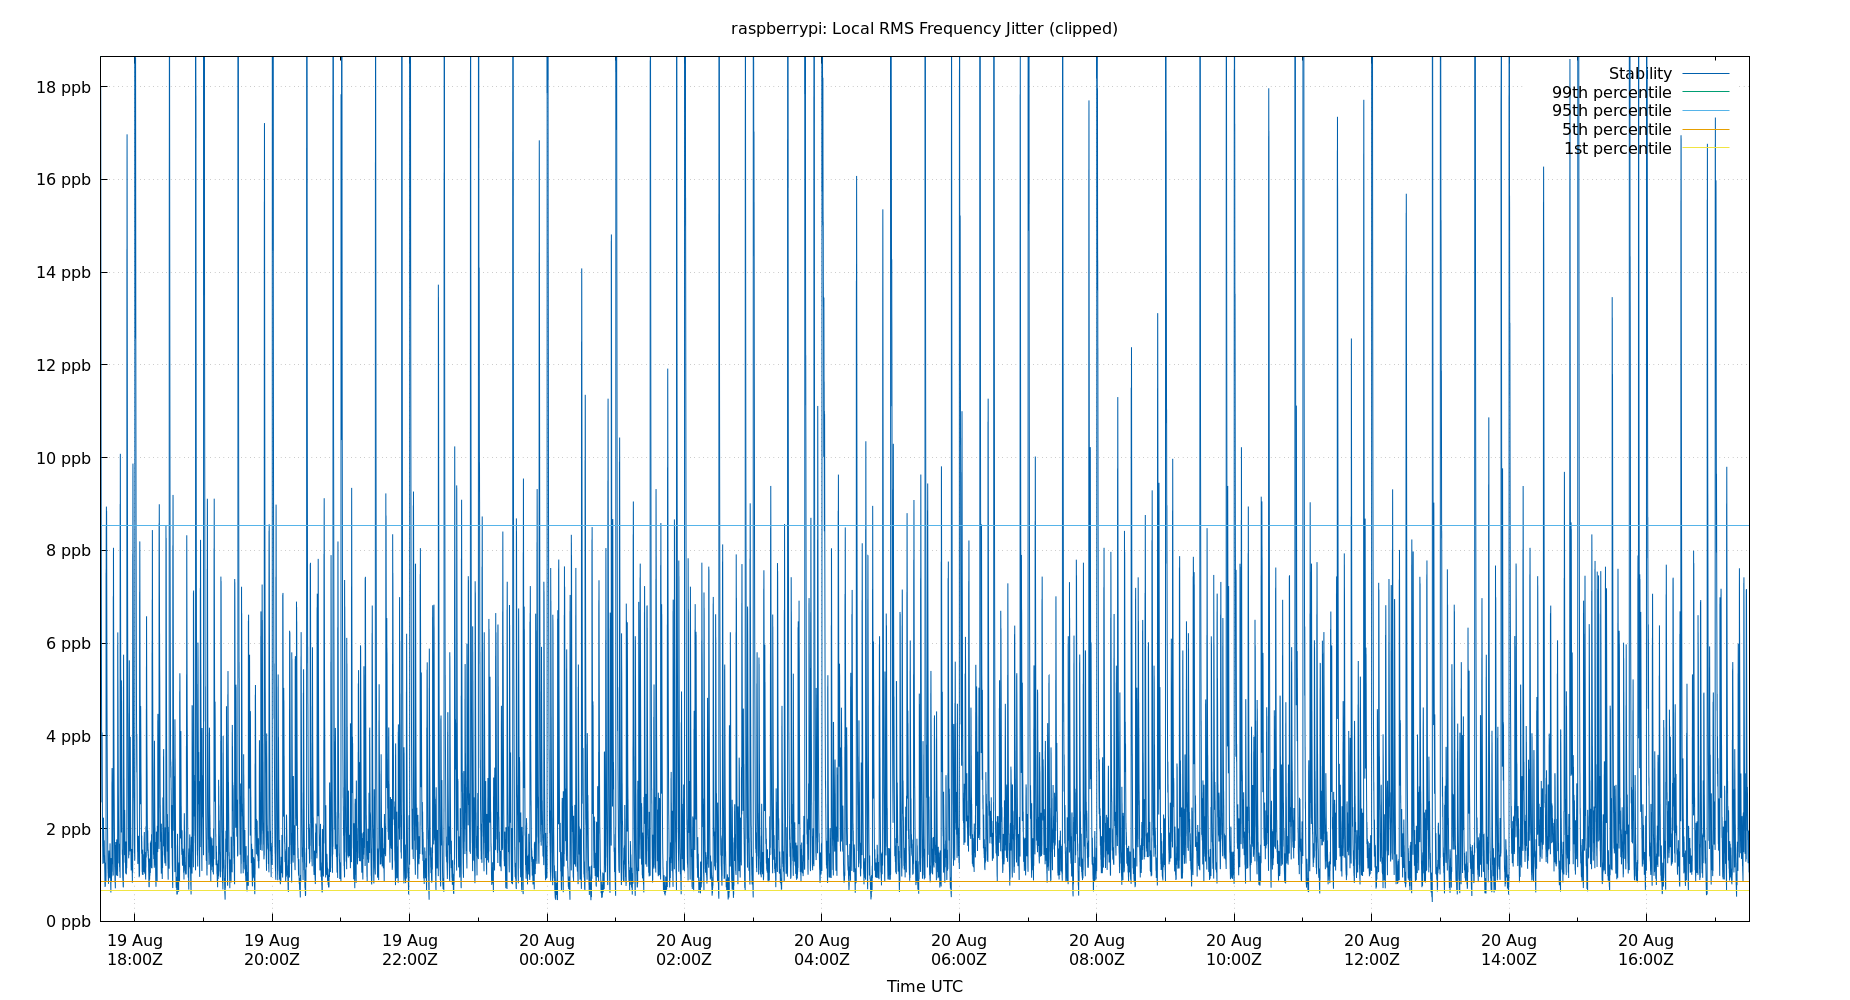 raspberrypi: Local RMS Frequency Jitter (clipped)
18 ppb
16 ppb
14 ppb
12 ppb
10 ppb
8 ppb
6 ppb
4 ppb
2 ppb
0 ppb
Stability
99th percentile
95th percentile
5th percentile
1st percentile
19 Aug 19 Aug 19 Aug 20 Aug 20 Aug 20 Aug 20 Aug 20 Aug 20 Aug 20 Aug 20 Aug 20 Aug
18:00Z 20:00Z 22:00Z 00:00Z 02:00Z 04:00Z 06:00Z 08:00Z 10:00Z 12:00Z 14:00Z 16:00Z
Time UTC